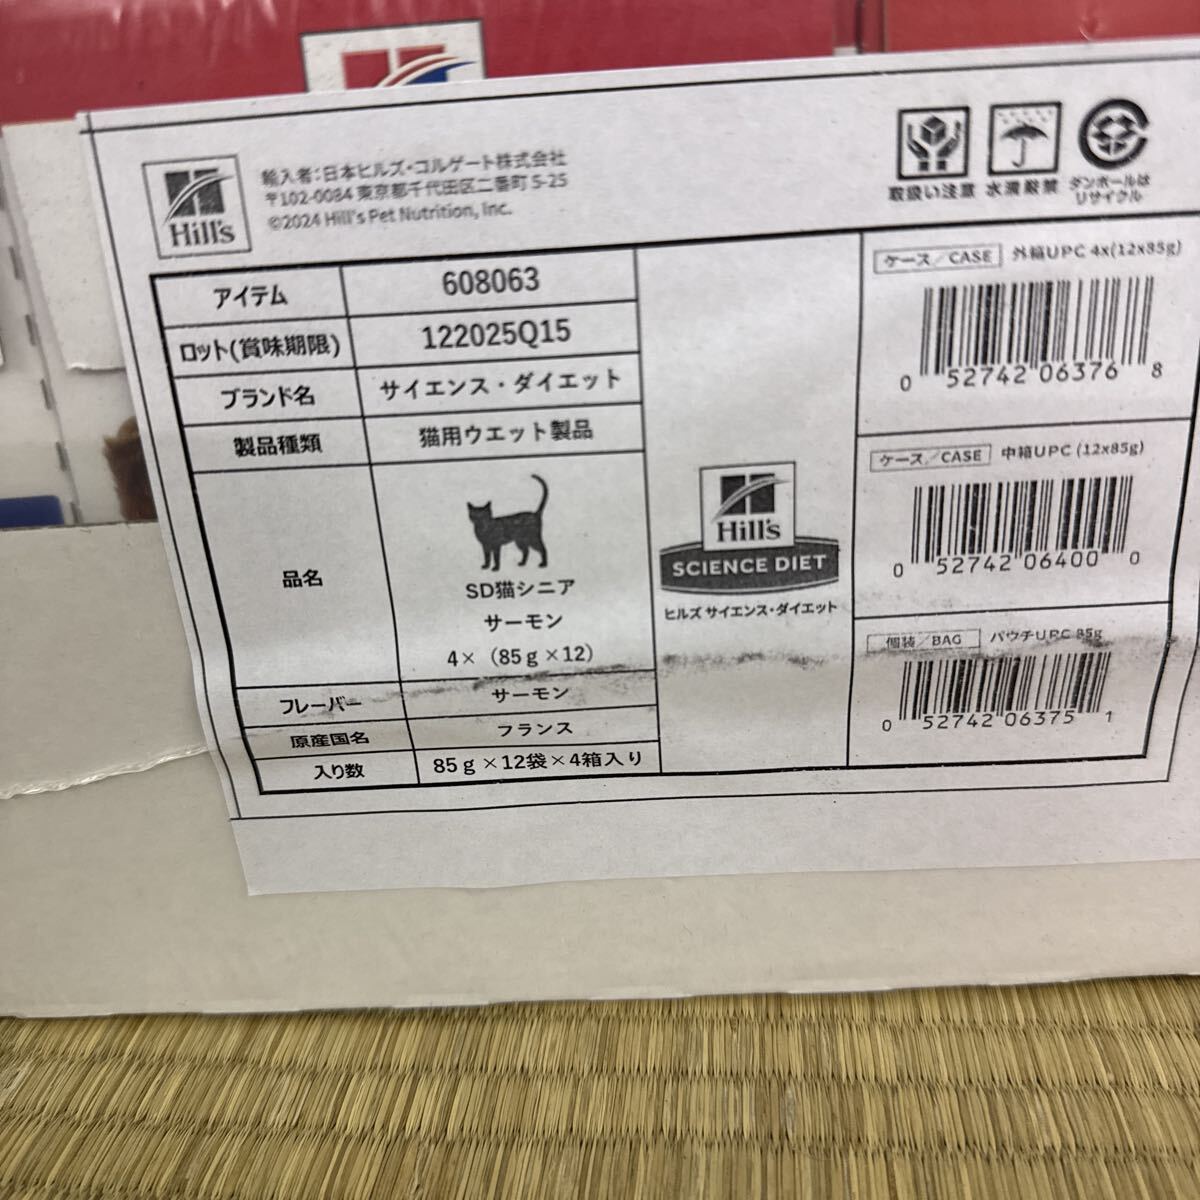 Hill's
輸入者:日本ヒルズ・コルゲート株式会社
〒102-0084 東京都千代田区二番町 5-25
©2024 Hill's Pet Nutrition, Inc.
取扱い注意
水濡厳禁
ダンボールは
リサイクル
アイテム 608063
ロット(賞味期限) 122025Q15
ブランド名 サイエンス・ダイエット
製品種類 猫用ウエット製品
品名
SD猫シニア
サーモン
4×（85ｇ×12）
フレーバー サーモン
原産国名 フランス
入り数 85ｇ×12袋×4箱入り
Hill's
SCIENCE DIET
ヒルズ サイエンス・ダイエット
ケース／CASE 外箱UPC 4x(12x85g)
0 52742 06376 8
ケース／CASE 中箱UPC (12x85g)
0 52742 06400 0
個装／BAG パウチUPC 85g
0 52742 06375 1